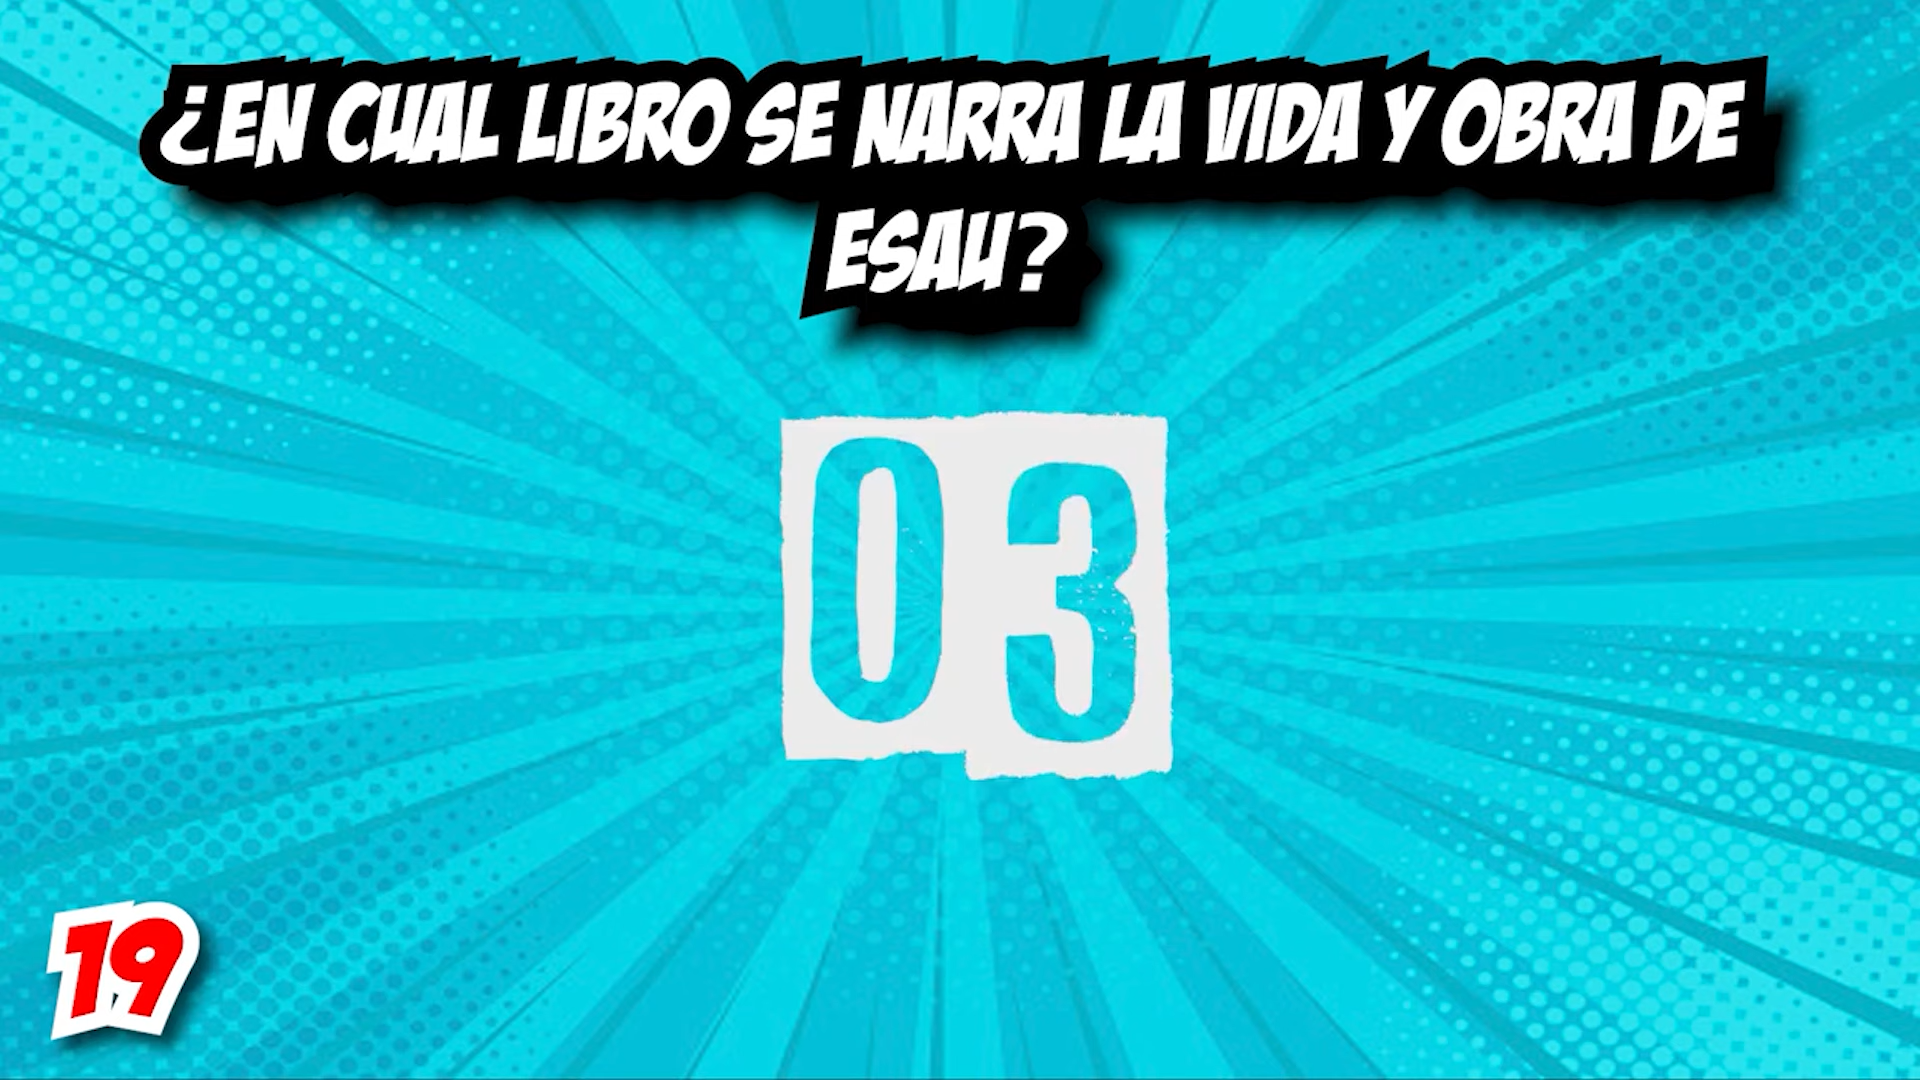 ¿EN CUAL LIBRO SE NARRA LA VIDA Y OBRA DE
ESAU?
03
19